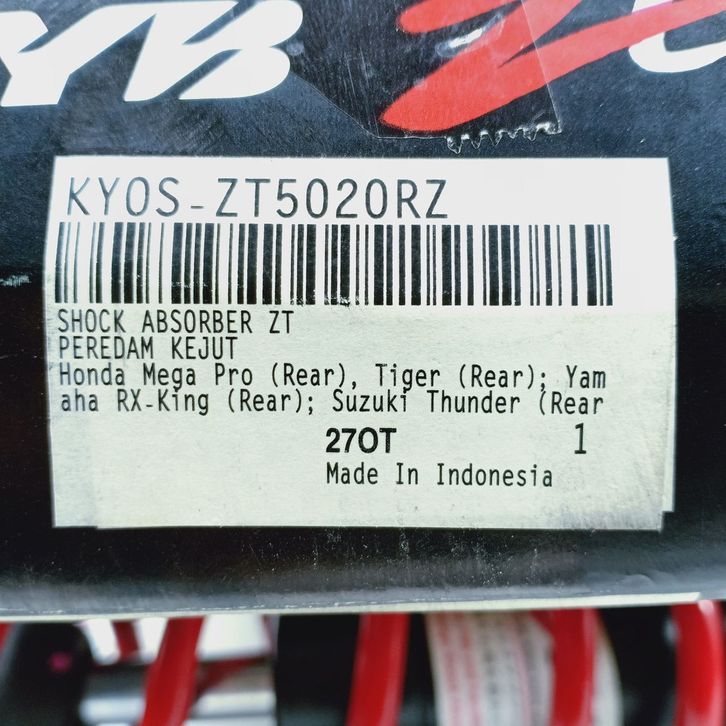 KYOS-ZT5020RZ
SHOCK ABSORBER ZT
PEREDAM KEJUT
Honda Mega Pro (Rear), Tiger (Rear); Yam
aha RX-King (Rear); Suzuki Thunder (Rear
270T 1
Made In Indonesia